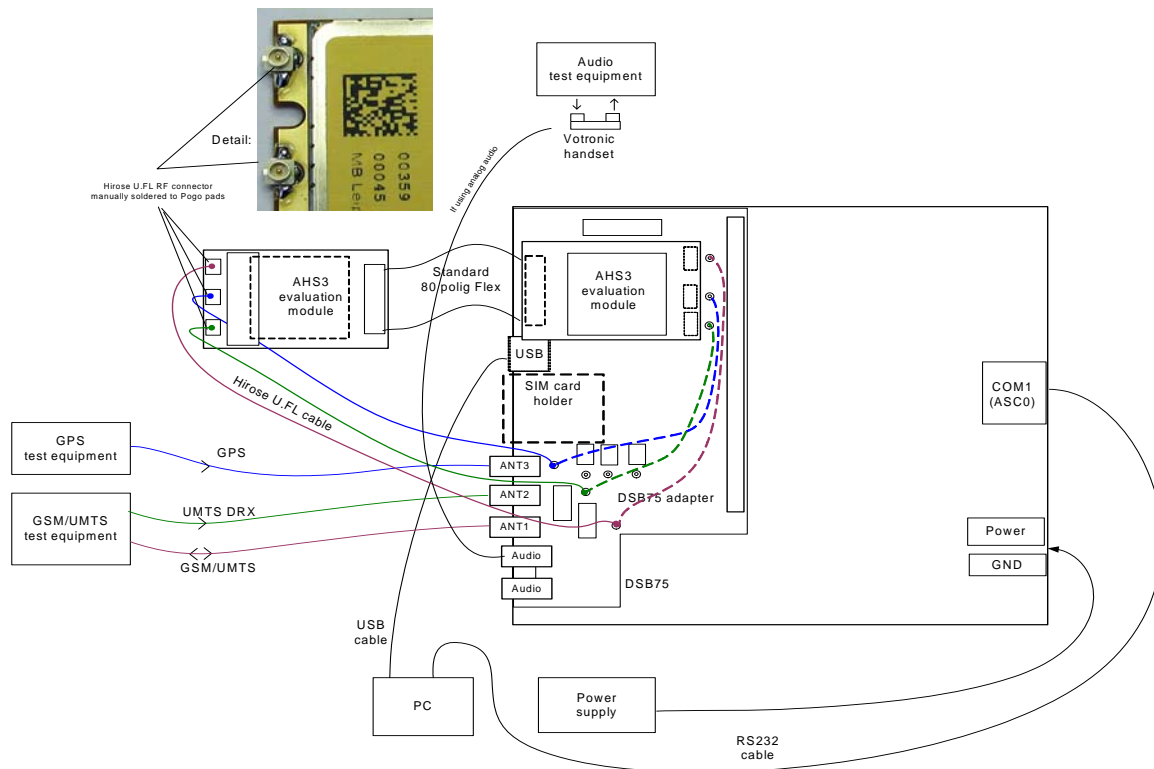 Audio
test equipment
Votronic
handset
Detail:
00359
00045
Hirose U.FL RF connector
manually soldered to Pogo pads
If using analog audio
AHS3
evaluation
module
Standard
80 polig Flex
AHS3
evaluation
module
USB
SIM card
holder
COM1
(ASC0)
Hirose U.FL cable
GPS
test equipment
GPS
ANT3
UMTS DRX
ANT2
DSB75 adapter
GSM/UMTS
test equipment
ANT1
GSM/UMTS
Audio
Audio
DSB75
Power
GND
USB
cable
PC
Power
supply
RS232
cable